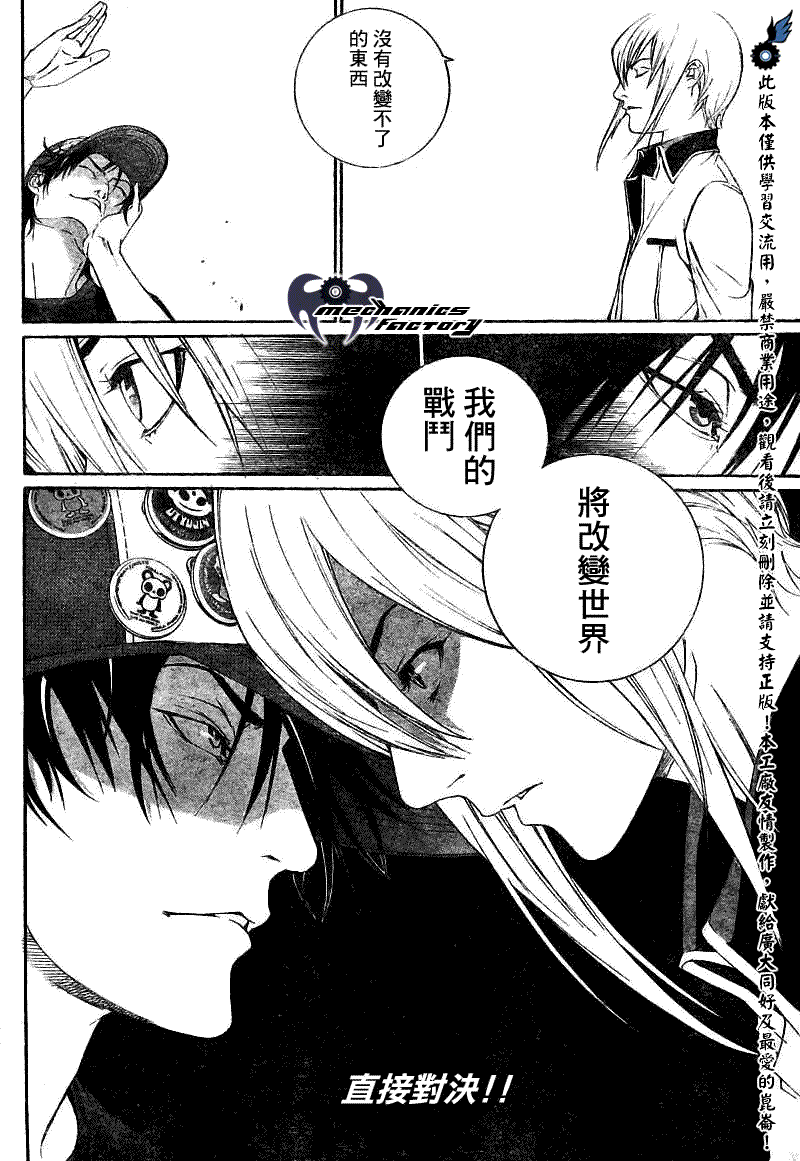 沒有改變不了
的東西
mechanics
factory
我們的
戰鬥
將改變世界
直接對決!!
此版本僅供學習交流用，嚴禁商業用途，觀看後請立刻刪除並請支持正版！本工廠友情製作，獻給廣大同好及最愛的崑崙！